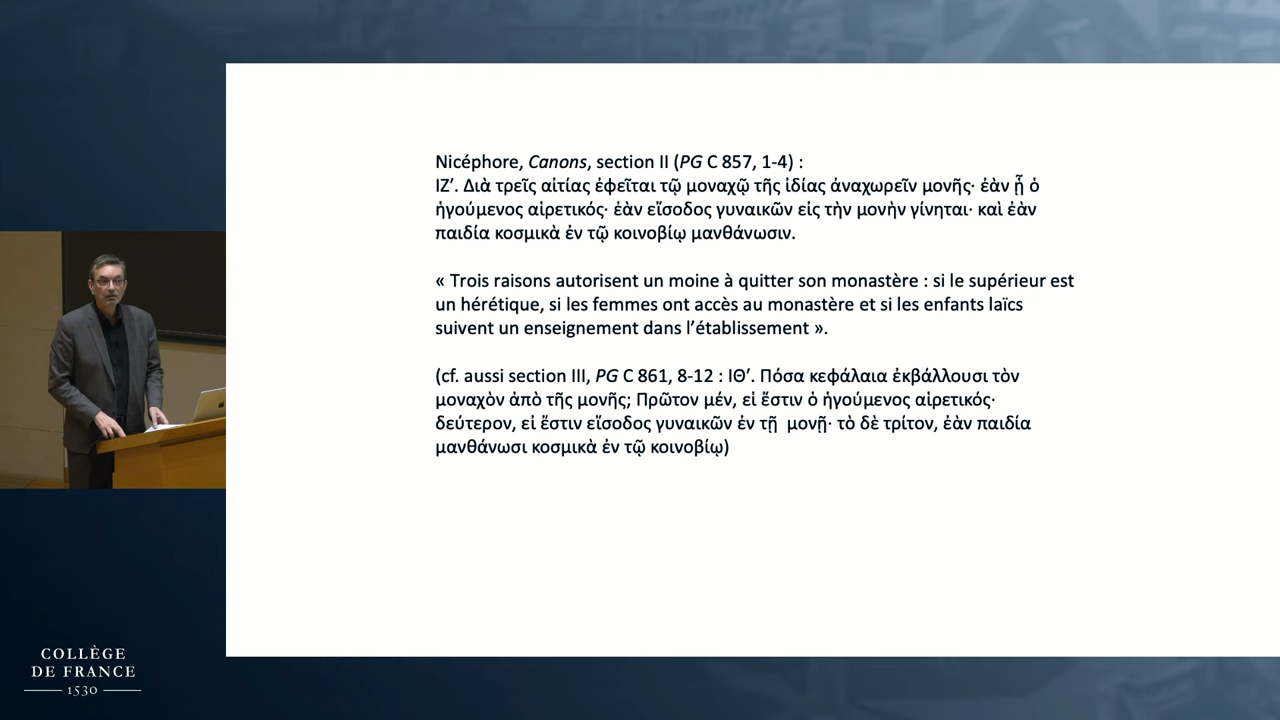 Nicéphore, Canons, section II (PG C 857, 1-4) :
ΙΖ′. Διὰ τρεῖς αἰτίας ἐφεῖται τῷ μοναχῷ τῆς ἰδίας ἀναχωρεῖν μονῆς· ἐὰν ᾖ ὁ
ἡγούμενος αἱρετικός· ἐὰν εἴσοδος γυναικῶν εἰς τὴν μονὴν γίνηται· καὶ ἐὰν
παιδία κοσμικὰ ἐν τῷ κοινοβίῳ μανθάνωσιν.
« Trois raisons autorisent un moine à quitter son monastère : si le supérieur est
un hérétique, si les femmes ont accès au monastère et si les enfants laïcs
suivent un enseignement dans l’établissement ».
(cf. aussi section III, PG C 861, 8-12 : ΙΘ′. Πόσα κεφάλαια ἐκβάλλουσι τὸν
μοναχὸν ἀπὸ τῆς μονῆς; Πρῶτον μέν, εἰ ἔστιν ὁ ἡγούμενος αἱρετικός·
δεύτερον, εἰ ἔστιν εἴσοδος γυναικῶν ἐν τῇ μονῇ· τὸ δὲ τρίτον, ἐὰν παιδία
μανθάνωσι κοσμικὰ ἐν τῷ κοινοβίῳ)
COLLÈGE
DE FRANCE
1530